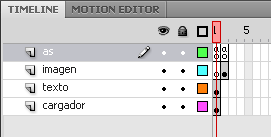 TIMELINE MOTION EDITOR
1 5
as
imagen
texto
cargador